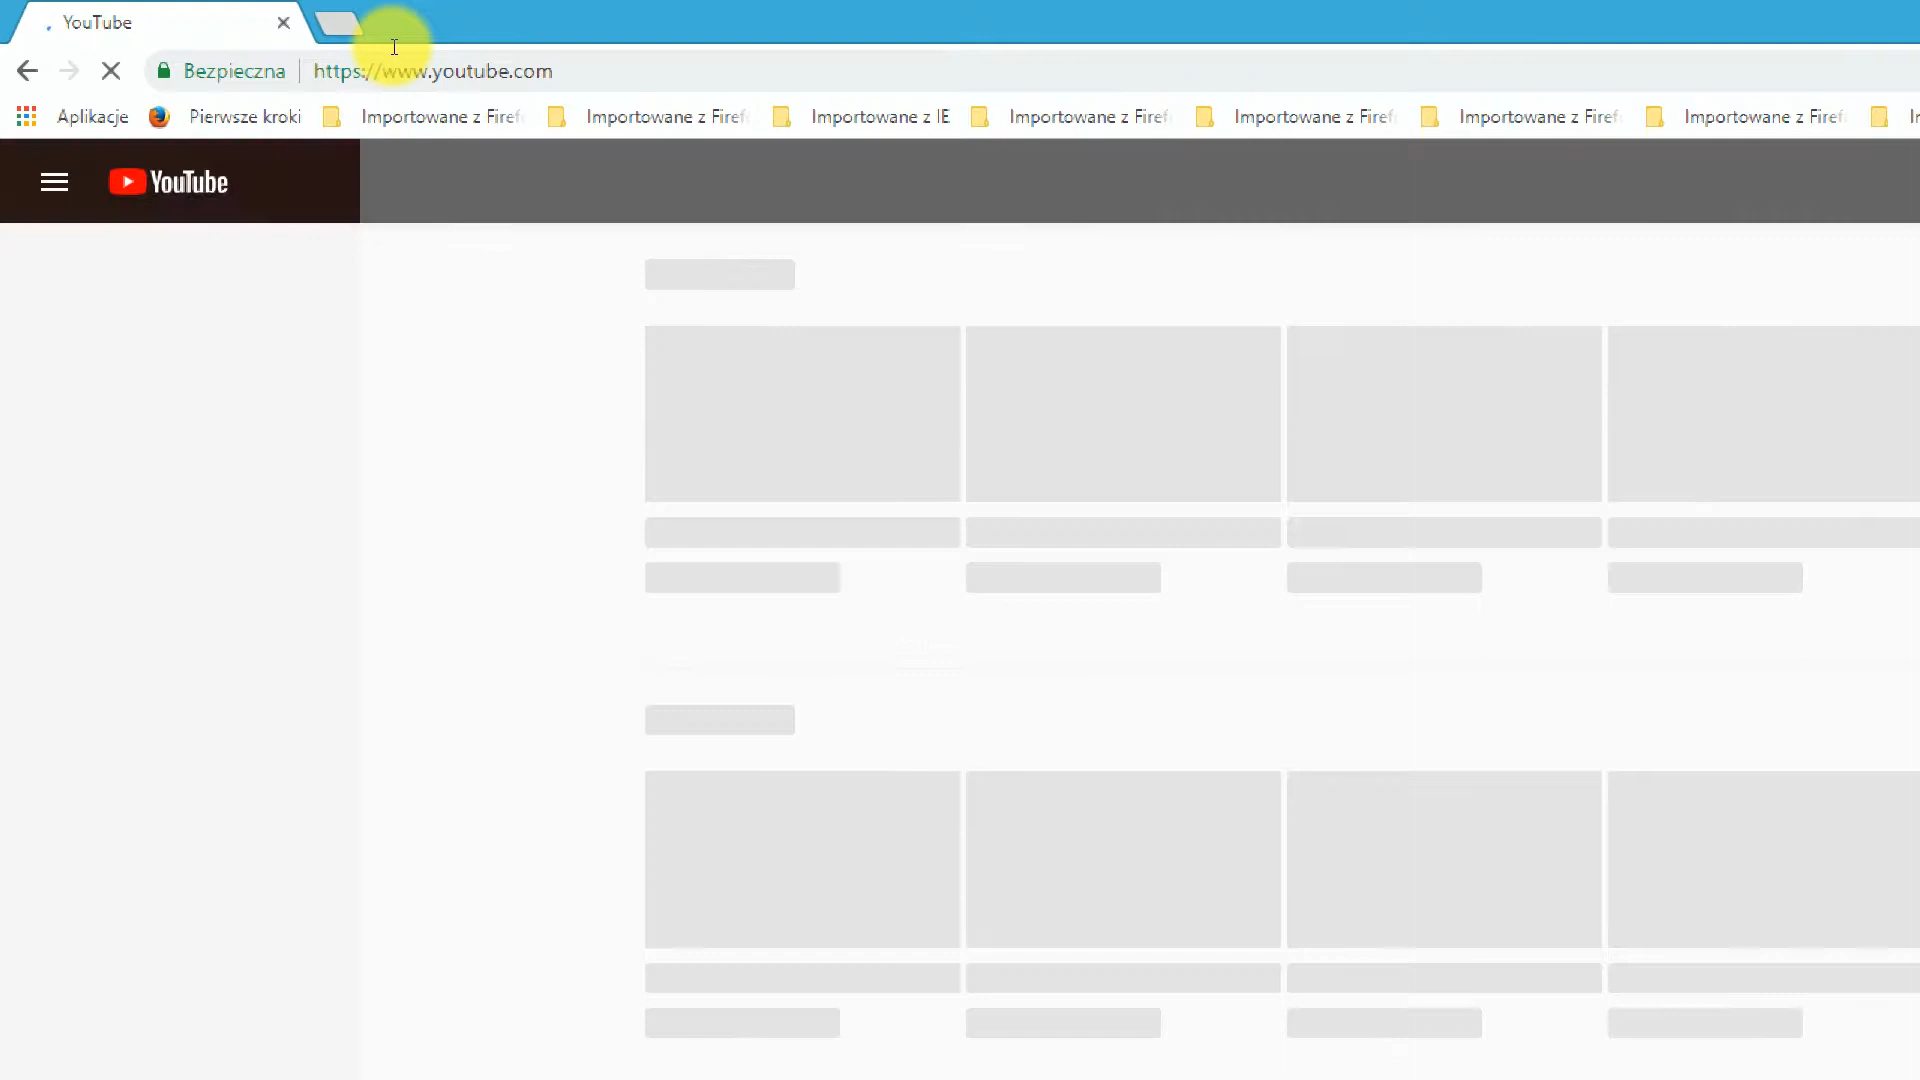 YouTube
Bezpieczna https://www.youtube.com
Aplikacje Pierwsze kroki Importowane z Firef Importowane z Firef Importowane z IE Importowane z Firef Importowane z Firef Importowane z Firef Importowane z Firef
YouTube